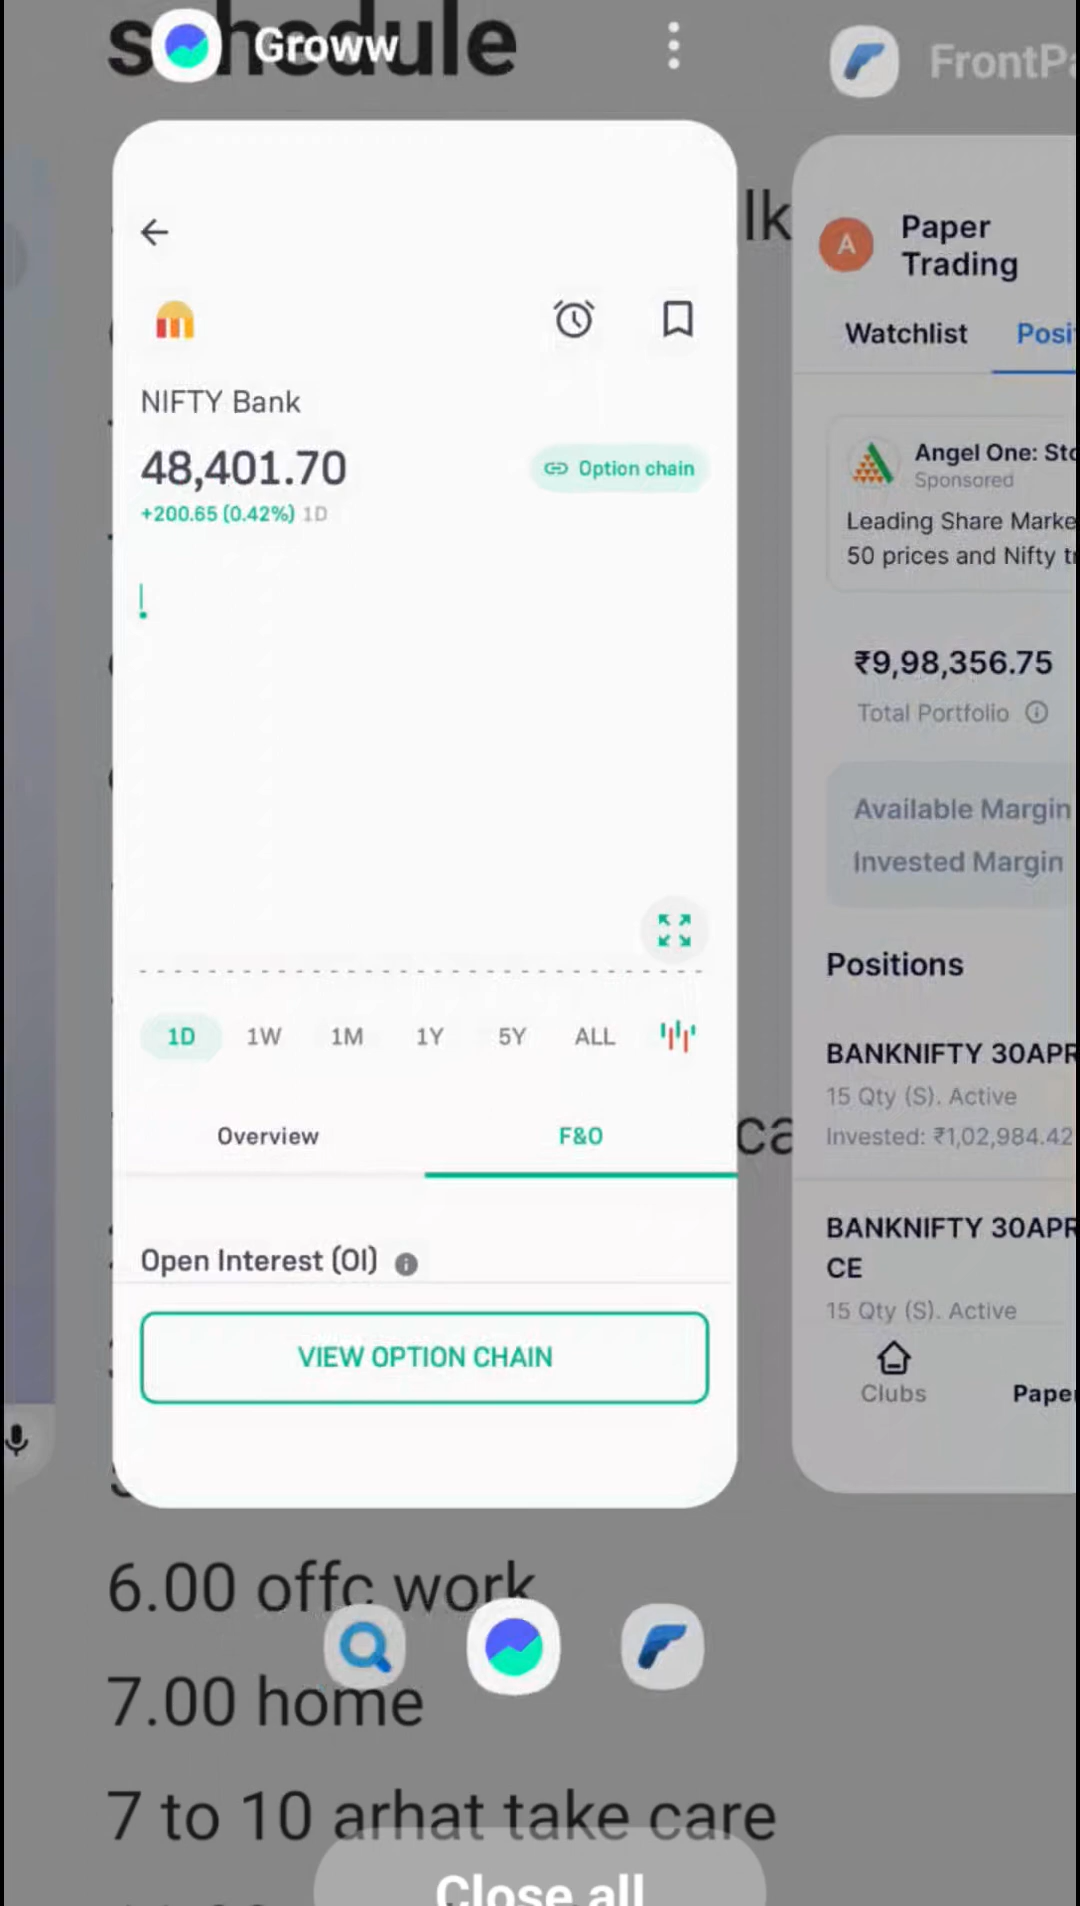 schedule
Groww
FrontPa
lk
NIFTY Bank
48,401.70
Option chain
+200.65 (0.42%) 1D
1D 1W 1M 1Y 5Y ALL
Overview F&O
Open Interest (OI)
VIEW OPTION CHAIN
A
Paper
Trading
Watchlist Posi
Angel One: Sto
Sponsored
Leading Share Marke
50 prices and Nifty t
₹9,98,356.75
Total Portfolio
Available Margin
Invested Margin
Positions
BANKNIFTY 30APR
15 Qty (S). Active
Invested: ₹1,02,984.42
ca
BANKNIFTY 30APR
CE
15 Qty (S). Active
Clubs Pape
6.00 offc work
7.00 home
7 to 10 arhat take care
Close all